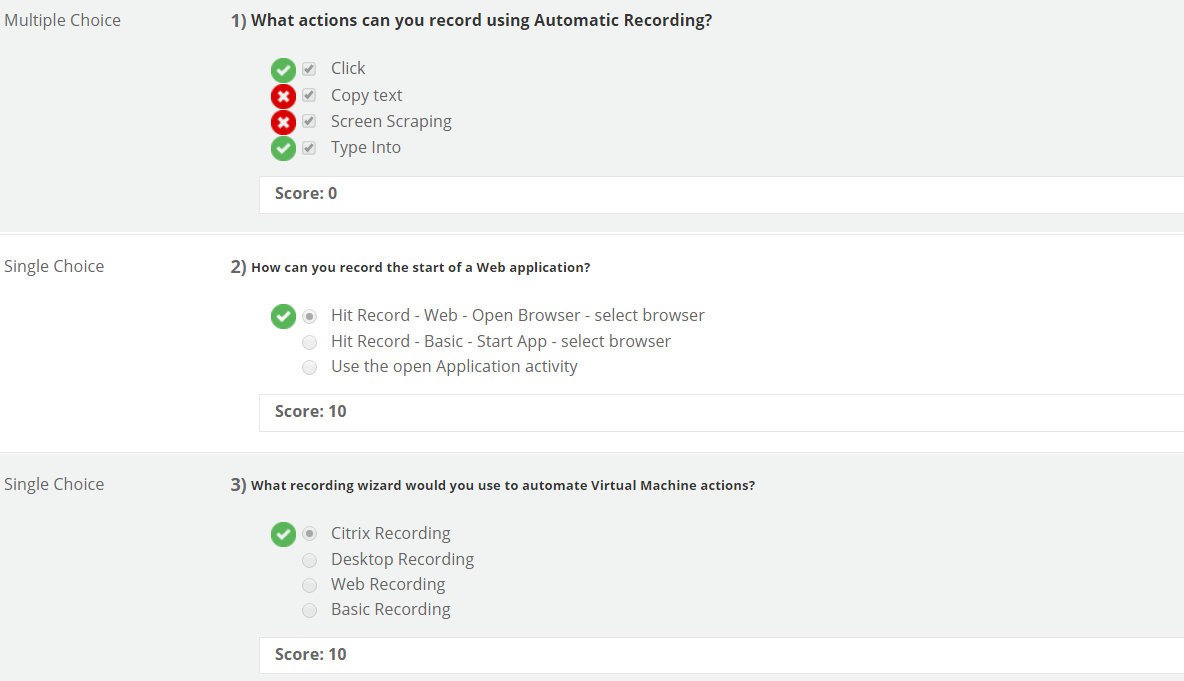 Multiple Choice
1) What actions can you record using Automatic Recording?
Click
Copy text
Screen Scraping
Type Into
Score: 0
Single Choice
2) How can you record the start of a Web application?
Hit Record - Web - Open Browser - select browser
Hit Record - Basic - Start App - select browser
Use the open Application activity
Score: 10
Single Choice
3) What recording wizard would you use to automate Virtual Machine actions?
Citrix Recording
Desktop Recording
Web Recording
Basic Recording
Score: 10